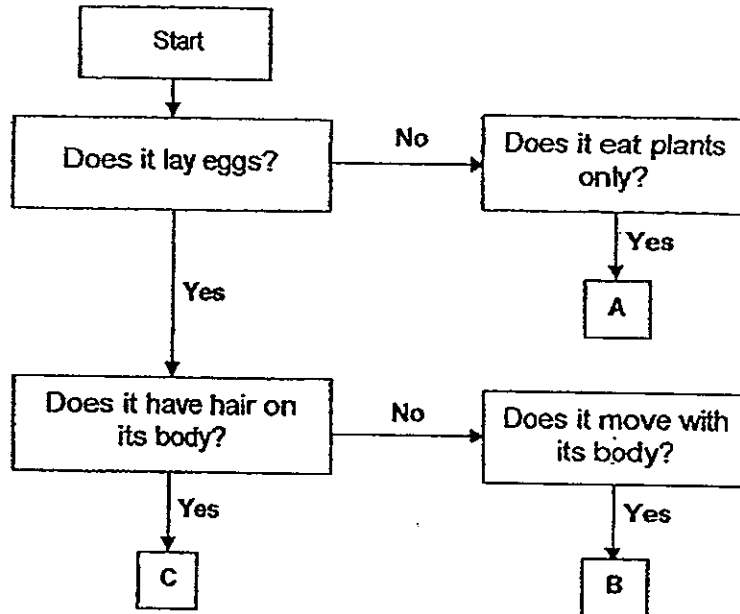 Start
Does it lay eggs?
No
Does it eat plants
only?
Yes
A
Yes
Does it have hair on
its body?
No
Does it move with
its body?
Yes
C
Yes
B